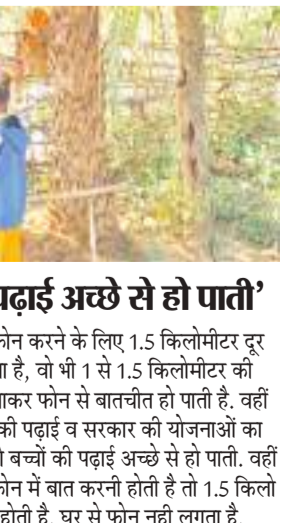 पढ़ाई अच्छे से हो पाती’
फोन करने के लिए 1.5 किलोमीटर दूर
है, वो भी 1 से 1.5 किलोमीटर की
फोन से बातचीत हो पाती है. वहीं
की पढ़ाई व सरकार की योजनाओं का
बच्चों की पढ़ाई अच्छे से हो पाती. वहीं
फोन में बात करनी होती है तो 1.5 किलो
होती है. घर से फोन नही लगता है.